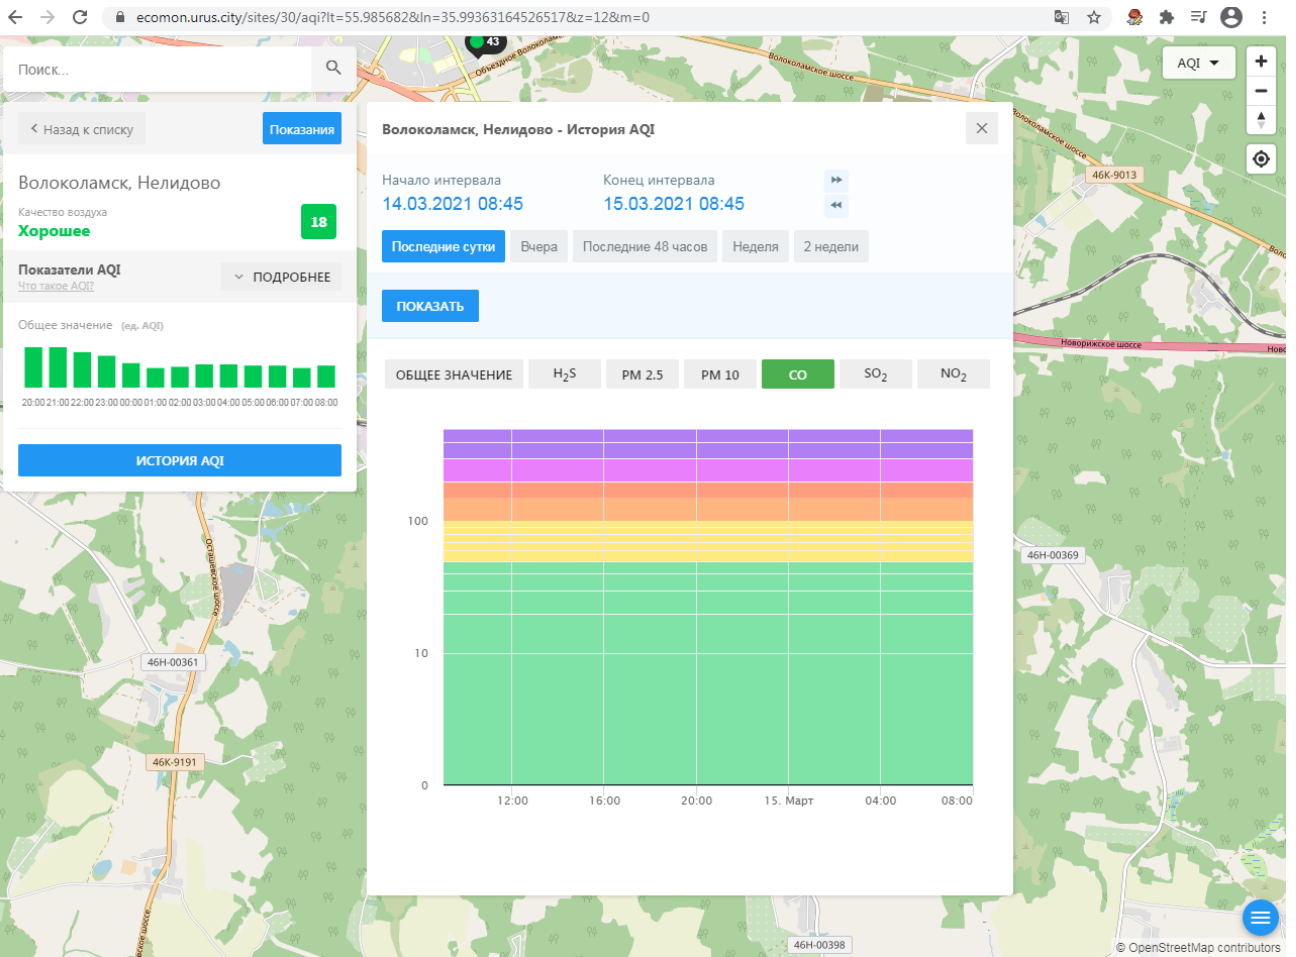 ecomon.urus.city/sites/30/aqi?lt=55.985682&ln=35.99363164526517&z=12&m=0
43
Объездное Волоколамское
Волоколамское шоссе
Поиск...
AQI
Назад к списку
Показания
Волоколамск, Нелидово - История AQI
Волоколамское шоссе
46К-9013
Начало интервала
Конец интервала
14.03.2021 08:45
15.03.2021 08:45
Волоколамск, Нелидово
Качество воздуха
Хорошее
18
Последние сутки
Вчера
Последние 48 часов
Неделя
2 недели
Показатели AQI
Что такое AQI?
ПОДРОБНЕЕ
ПОКАЗАТЬ
Общее значение (ед. AQI)
Новорижское шоссе
Ново
ОБЩЕЕ ЗНАЧЕНИЕ
H2S
PM 2.5
PM 10
CO
SO2
NO2
20:00 21:00 22:00 23:00 00:00 01:00 02:00 03:00 04:00 05:00 06:00 07:00 08:00
ИСТОРИЯ AQI
100
10
0
12:00
16:00
20:00
15. Март
04:00
08:00
Осташевское шоссе
46Н-00369
46Н-00361
46К-9191
46Н-00398
© OpenStreetMap contributors